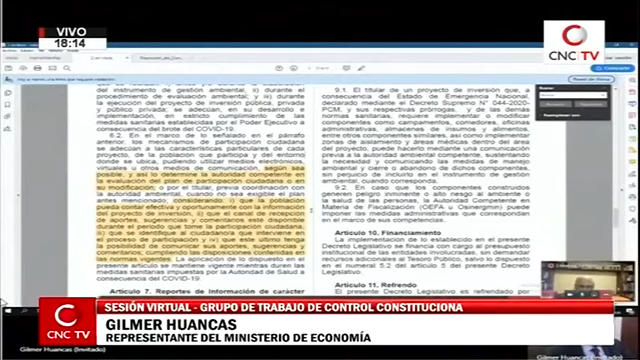 VIVO
18:14
CNC TV
del instrumento de gestión ambiental, i) durante el
procedimiento de evaluación ambiental; y ii) durante
la ejecución del proyecto de inversión pública, privada
y público privada; se adecúan, en su desarrollo e
implementación, en estricto cumplimiento de las
medidas sanitarias establecidas por el Poder Ejecutivo a
consecuencia del brote del COVID-19.
6.2. En el marco de lo señalado en el párrafo
anterior, los mecanismos de participación ciudadana
se adecúan a las características particulares de cada
proyecto, de la población que participa y del entorno
donde se ubica, pudiendo utilizar medios electrónicos,
virtuales u otros medios de comunicación, según sea
posible, y así lo determine la autoridad competente en
la evaluación del plan de participación ciudadana o en
su modificación; o por el titular, previa coordinación con
la autoridad ambiental, cuando no sea exigible el plan
antes mencionado; considerando: i) que la población
pueda contar efectiva y oportunamente con la información
del proyecto de inversión, ii) que el canal de recepción
de aportes, sugerencias y comentarios esté disponible
durante el periodo que tome la participación ciudadana,
iii) que se identifique al ciudadano/a que interviene en
el proceso de participación y iv) que este último tenga
la posibilidad de comunicar sus aportes, sugerencias y
comentarios; cumpliendo las disposiciones contenidas en
las normas vigentes. La aplicación de lo dispuesto en el
presente artículo se mantiene vigente mientras duren las
medidas sanitarias impuestas por la Autoridad de Salud a
consecuencia del COVID-19.
Artículo 7. Reportes de Información de carácter
9.1. El titular de un proyecto de inversión que, a
consecuencia del Estado de Emergencia Nacional,
declarado mediante el Decreto Supremo N° 044-2020-
PCM, y sus respectivas prórrogas, y de las demás
normas sanitarias, requiere implementar o modificar
componentes como campamentos, comedores, oficinas
administrativas, almacenes de insumos, y alimentos,
entre otros componentes similares, así como implementar
zonas de aislamiento y áreas médicas dentro del área
del proyecto, puede hacerlo mediante una comunicación
previa a la autoridad ambiental competente, sustentando
la necesidad y comunicando las medidas de manejo
ambiental y cierre o abandono de dichos componentes,
sin perjuicio de incluirlo en el instrumento de gestión
ambiental cuando corresponda.
9.2. En caso que los componentes construidos
generen peligro inminente o alto riesgo al ambiente o
la salud de las personas, la Autoridad Competente en
Materia de Fiscalización (OEFA u Osinergmin) puede
imponer las medidas administrativas que correspondan
en el marco de sus competencias.
Artículo 10. Financiamiento
La implementación de lo establecido en el presente
Decreto Legislativo se financia con cargo al presupuesto
institucional de las entidades involucradas, sin demandar
recursos adicionales al Tesoro Público, salvo lo dispuesto
en el numeral 5.2 del artículo 5 del presente Decreto
Legislativo.
Artículo 11. Refrendo
El presente Decreto Legislativo es refrendado
CNC TV
SESIÓN VIRTUAL - GRUPO DE TRABAJO DE CONTROL CONSTITUCIONA
GILMER HUANCAS
REPRESENTANTE DEL MINISTERIO DE ECONOMÍA
Gilmer Huancas (Invitado)
Gilmer Huancas (Invitado)